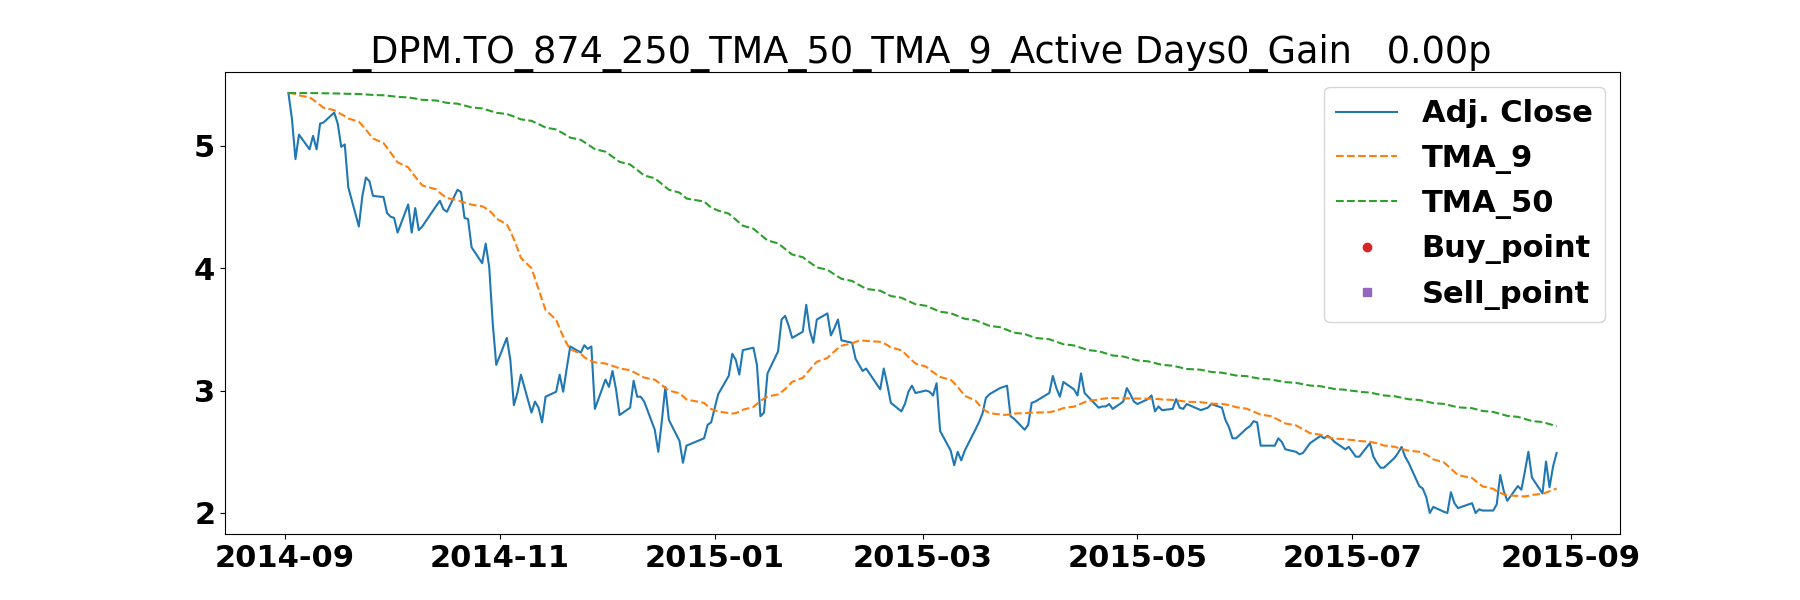 _DPM.TO_874_250_TMA_50_TMA_9_Active Days0_Gain   0.00p
Adj. Close
TMA_9
TMA_50
Buy_point
Sell_point
5
4
3
2
2014-09 2014-11 2015-01 2015-03 2015-05 2015-07 2015-09